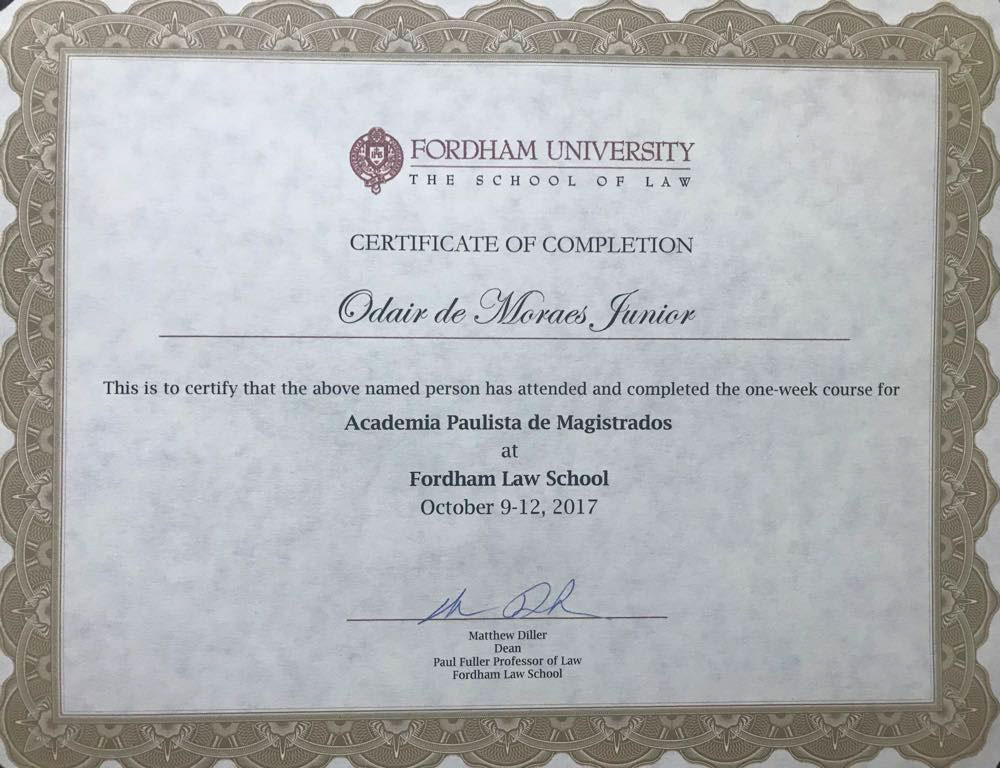 FORDHAM UNIVERSITY
THE SCHOOL OF LAW
CERTIFICATE OF COMPLETION
Odair de Moraes Junior
This is to certify that the above named person has attended and completed the one-week course for
Academia Paulista de Magistrados
at
Fordham Law School
October 9-12, 2017
Matthew Diller
Dean
Paul Fuller Professor of Law
Fordham Law School